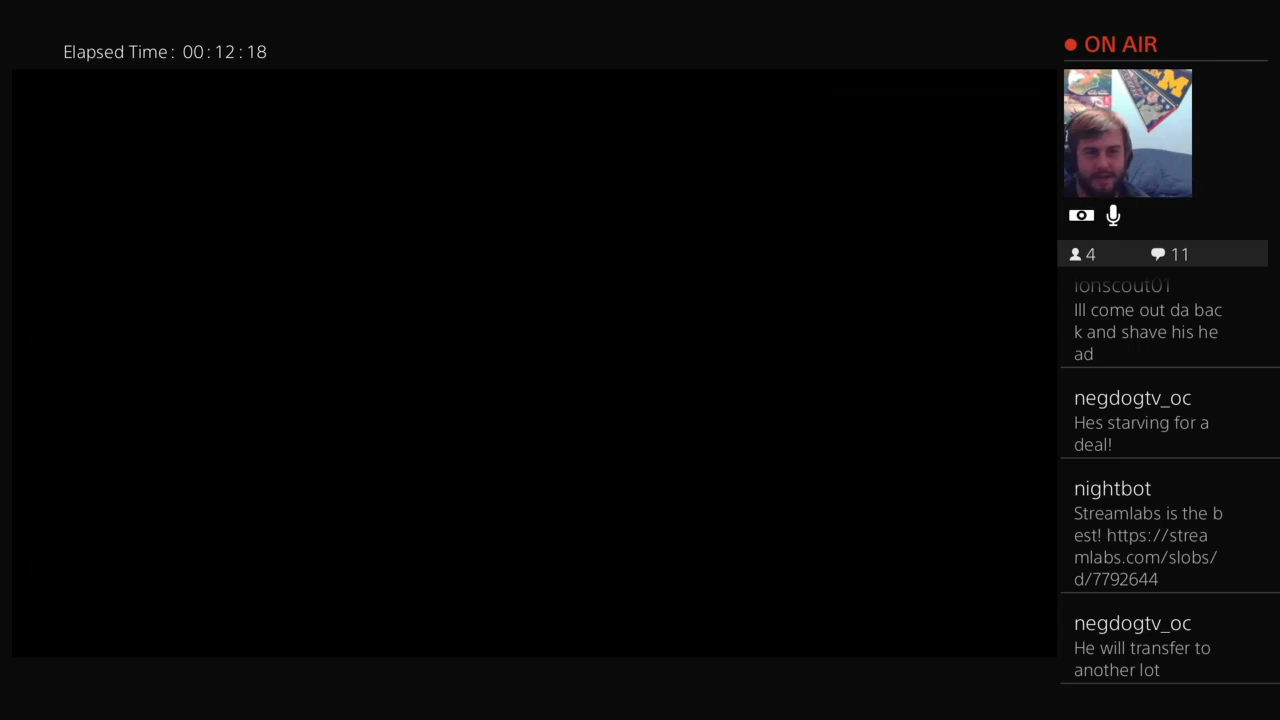 Elapsed Time: 00:12:18
ON AIR
M
4 11
ionscout01
Ill come out da bac
k and shave his he
ad
negdogtv_oc
Hes starving for a
deal!
nightbot
Streamlabs is the b
est! https://strea
mlabs.com/slobs/
d/7792644
negdogtv_oc
He will transfer to
another lot